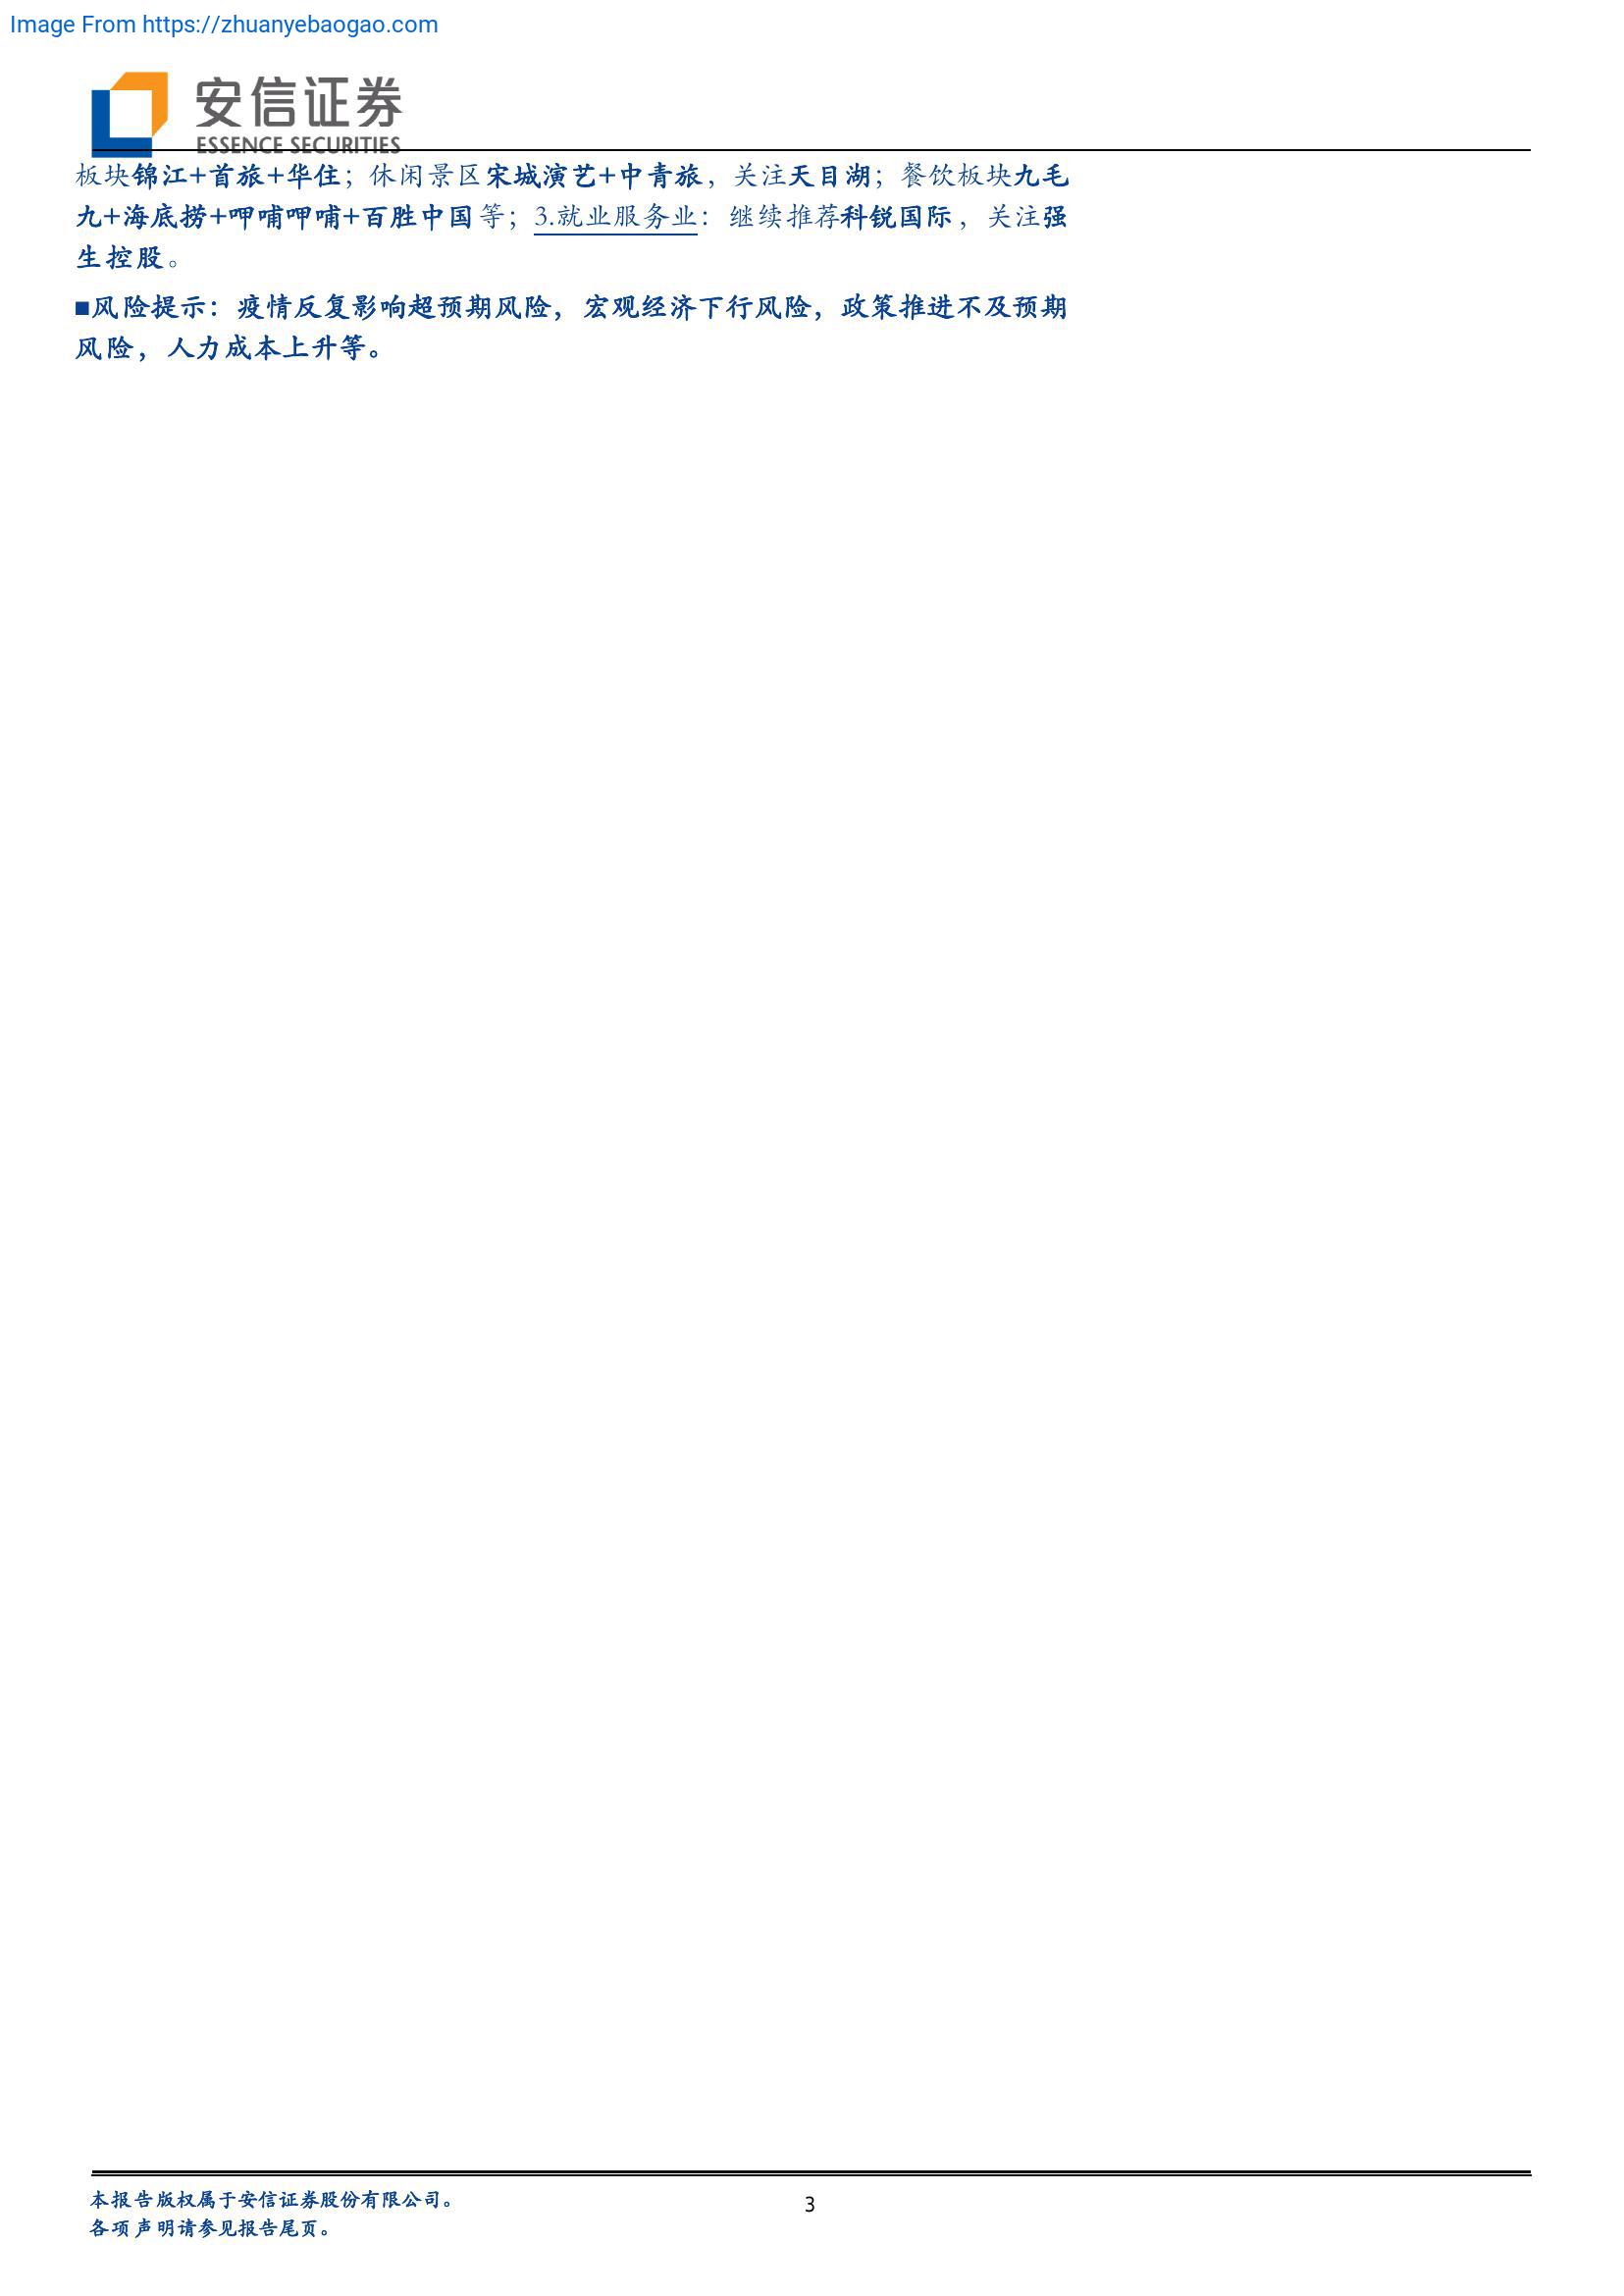 Image From https://zhuanyebaogao.com
安信证券
ESSENCE SECURITIES
板块锦江+首旅+华住；休闲景区宋城演艺+中青旅，关注天目湖；餐饮板块九毛
九+海底捞+呷哺呷哺+百胜中国等；3.就业服务业：继续推荐科锐国际，关注强
生控股。
■风险提示：疫情反复影响超预期风险，宏观经济下行风险，政策推进不及预期
风险，人力成本上升等。
本报告版权属于安信证券股份有限公司。
3
各项声明请参见报告尾页。